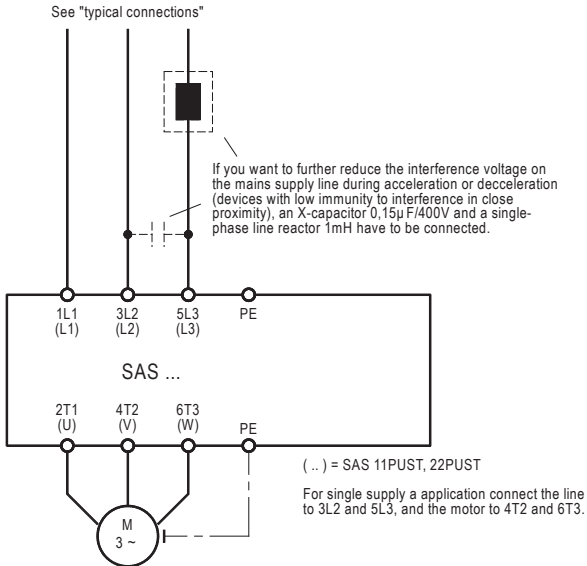 See "typical connections"
If you want to further reduce the interference voltage on
the mains supply line during acceleration or decceleration
(devices with low immunity to interference in close
proximity), an X-capacitor 0,15µF/400V and a single-
phase line reactor 1mH have to be connected.
1L1 3L2 5L3 PE
(L1) (L2) (L3)
SAS ...
2T1 4T2 6T3 PE
(U) (V) (W)
( .. ) = SAS 11PUST, 22PUST
For single supply a application connect the line
to 3L2 and 5L3, and the motor to 4T2 and 6T3.
M
3 ~